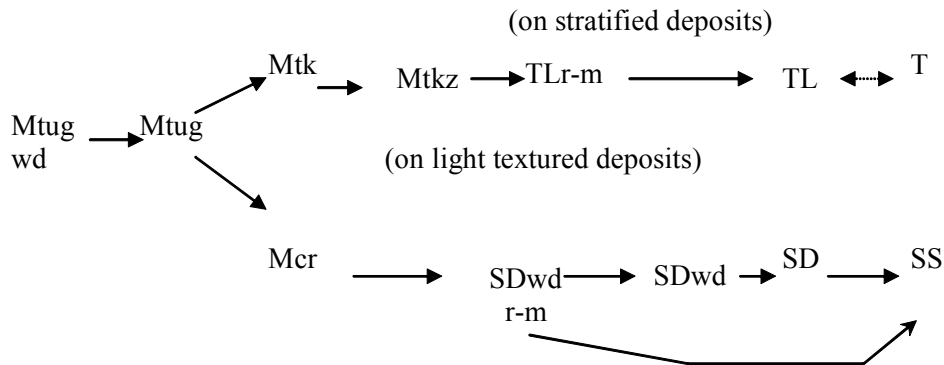 (on stratified deposits)
Mtk
Mtkz
TLr-m
TL
T
Mtug
wd
Mtug
(on light textured deposits)
Mcr
SDwd
r-m
SDwd
SD
SS